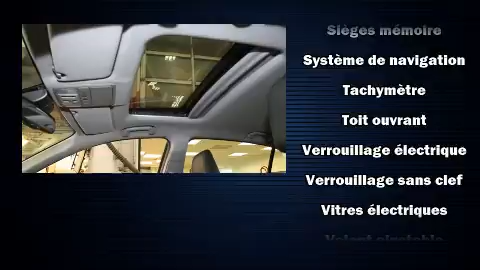 Sièges mémoire
Système de navigation
Tachymètre
Toit ouvrant
Verrouillage électrique
Verrouillage sans clef
Vitres électriques